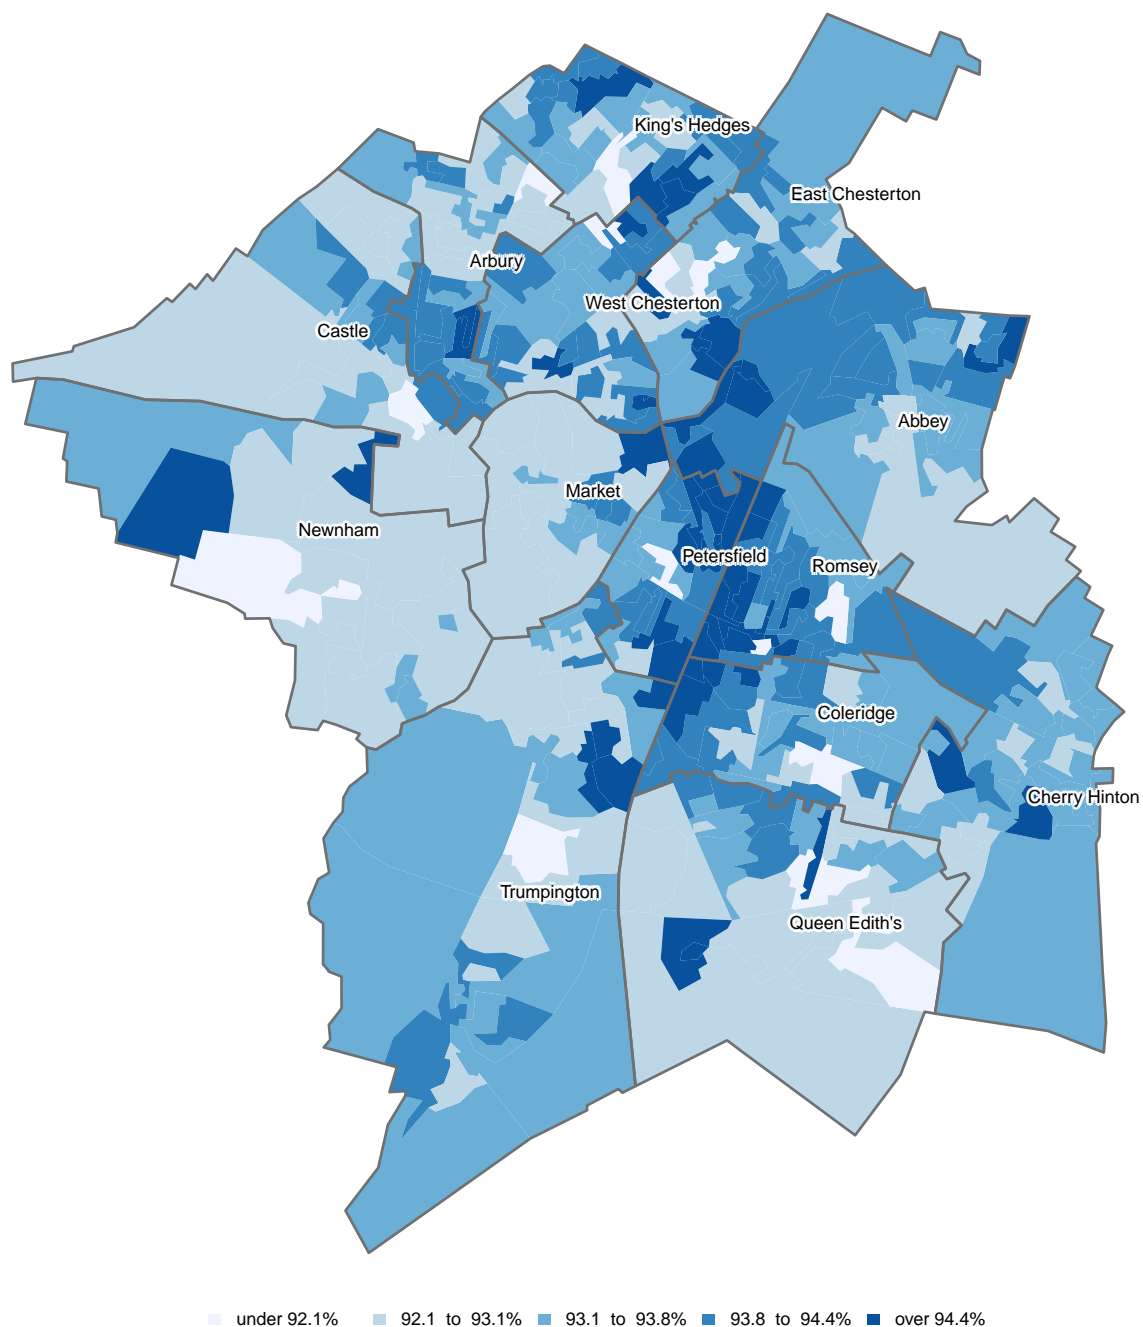 King's Hedges
East Chesterton
Arbury
West Chesterton
Castle
Abbey
Market
Newnham
Petersfield
Romsey
Coleridge
Cherry Hinton
Trumpington
Queen Edith's
under 92.1% 92.1 to 93.1% 93.1 to 93.8% 93.8 to 94.4% over 94.4%